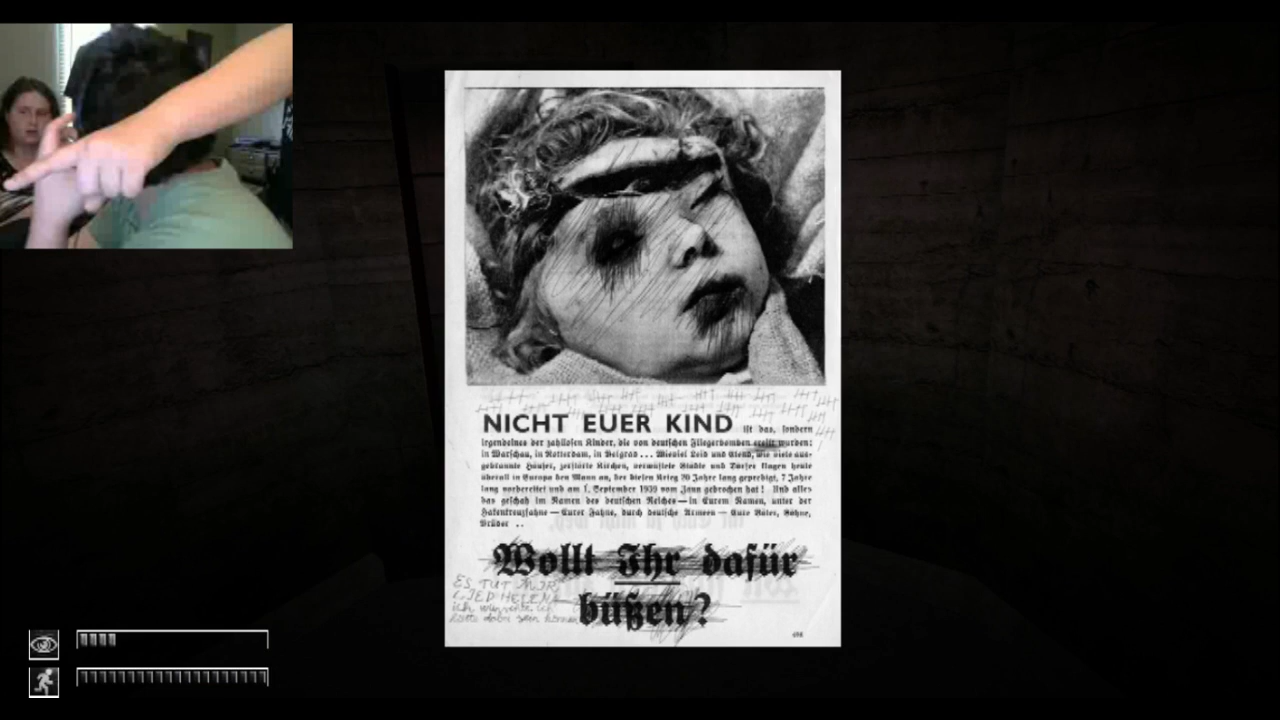 NICHT EUER KIND ist das, sondern
irgendeines der zahllosen Kinder, die von deutschen Fliegerbomben ereilt wurden:
in Warschau, in Rotterdam, in Belgrad ... Wieviel Leid und Elend, wie viele aus-
gebrannte Häuser, zerstörte Kirchen, verwüstete Städte und Dörfer klagen heute
überall in Europa den Mann an, der diesen Krieg 20 Jahre lang gepredigt, 7 Jahre
lang vorbereitet und am 1. September 1939 vom Zaun gebrochen hat! Und alles
das geschah im Namen des deutschen Reiches — in Eurem Namen, unter der
Hakenkreuzfahne — Eurer Fahne, durch deutsche Armeen — Eure Väter, Söhne,
Brüder ..
Wollt Ihr dafür
büßen?
ES TUT MIR
LIED HELENA
ich